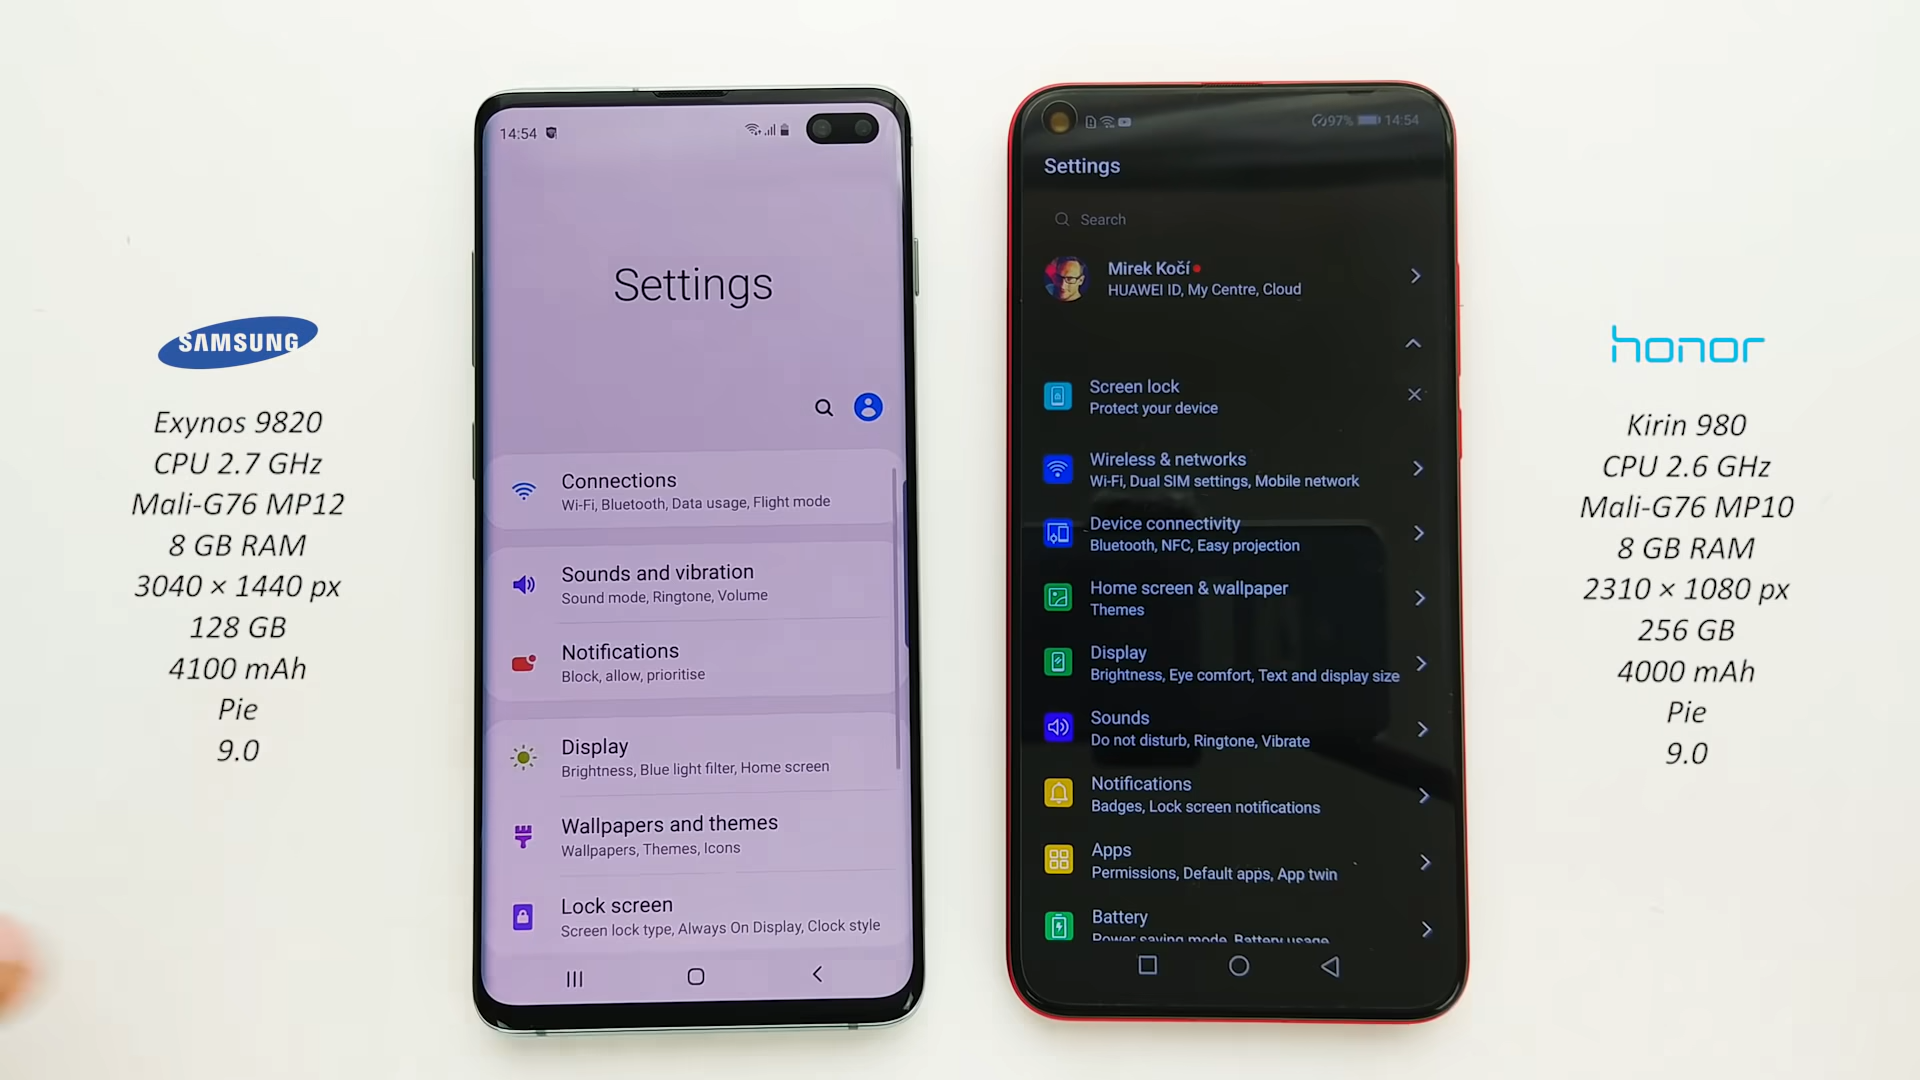 SAMSUNG
Exynos 9820
CPU 2.7 GHz
Mali-G76 MP12
8 GB RAM
3040 × 1440 px
128 GB
4100 mAh
Pie
9.0
14:54
Settings
Connections
Wi-Fi, Bluetooth, Data usage, Flight mode
Sounds and vibration
Sound mode, Ringtone, Volume
Notifications
Block, allow, prioritise
Display
Brightness, Blue light filter, Home screen
Wallpapers and themes
Wallpapers, Themes, Icons
Lock screen
Screen lock type, Always On Display, Clock style
97% 14:54
Settings
Search
Mirek Kočí
HUAWEI ID, My Centre, Cloud
Screen lock
Protect your device
Wireless & networks
Wi-Fi, Dual SIM settings, Mobile network
Device connectivity
Bluetooth, NFC, Easy projection
Home screen & wallpaper
Themes
Display
Brightness, Eye comfort, Text and display size
Sounds
Do not disturb, Ringtone, Vibrate
Notifications
Badges, Lock screen notifications
Apps
Permissions, Default apps, App twin
Battery
Power saving mode, Battery usage
honor
Kirin 980
CPU 2.6 GHz
Mali-G76 MP10
8 GB RAM
2310 × 1080 px
256 GB
4000 mAh
Pie
9.0